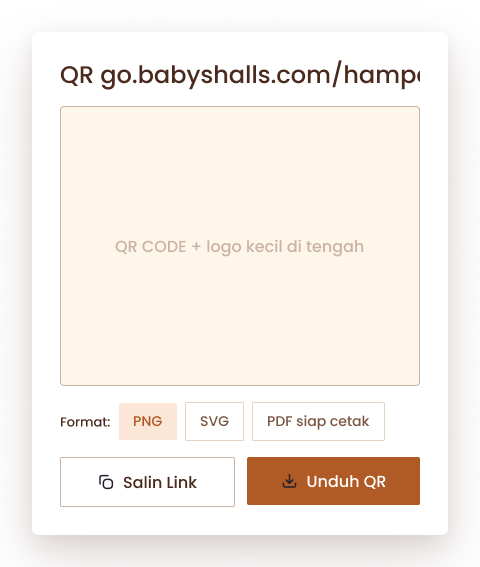 QR go.babyshalls.com/hampe
QR CODE + logo kecil di tengah
Format: PNG SVG PDF siap cetak
Salin Link Unduh QR